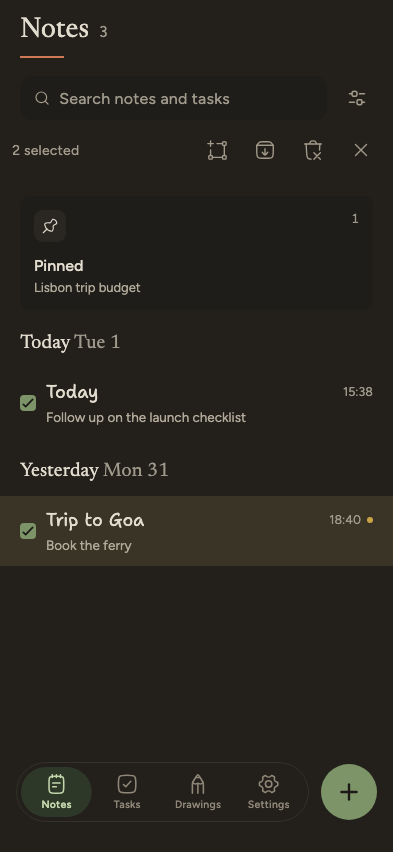 Notes 3
Search notes and tasks
2 selected
1
Pinned
Lisbon trip budget
Today Tue 1
Today 15:38
Follow up on the launch checklist
Yesterday Mon 31
Trip to Goa 18:40
Book the ferry
Notes Tasks Drawings Settings